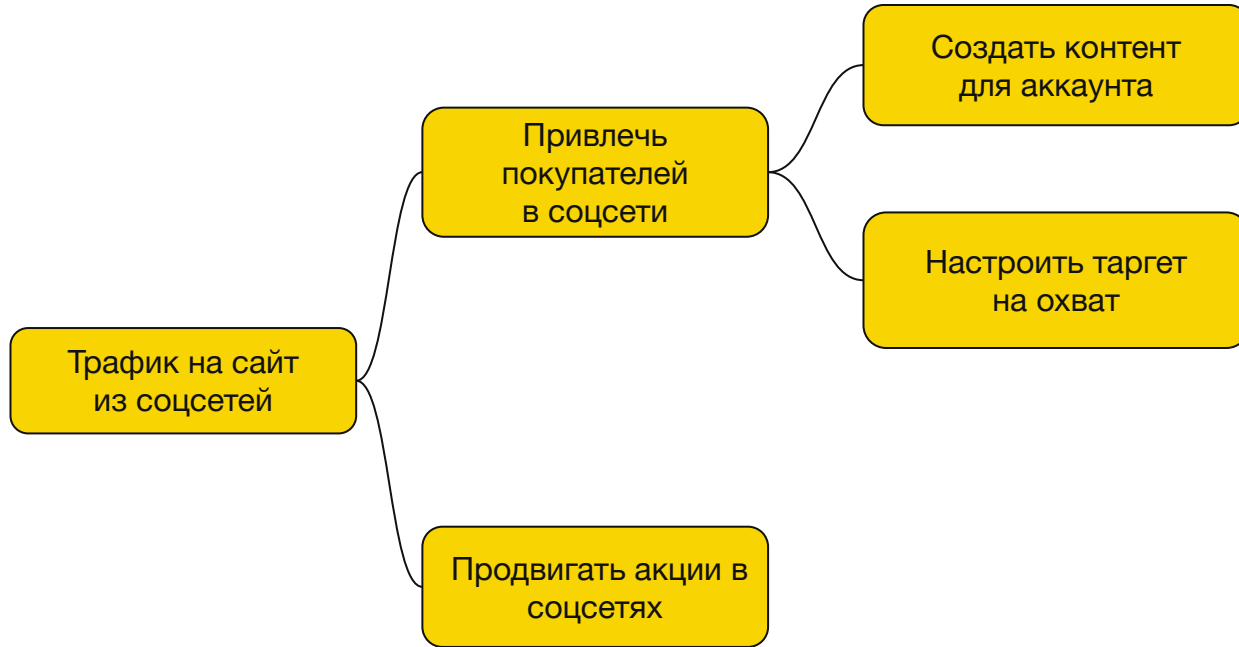 Создать контент
для аккаунта
Привлечь
покупателей
в соцсети
Настроить таргет
на охват
Трафик на сайт
из соцсетей
Продвигать акции в
соцсетях